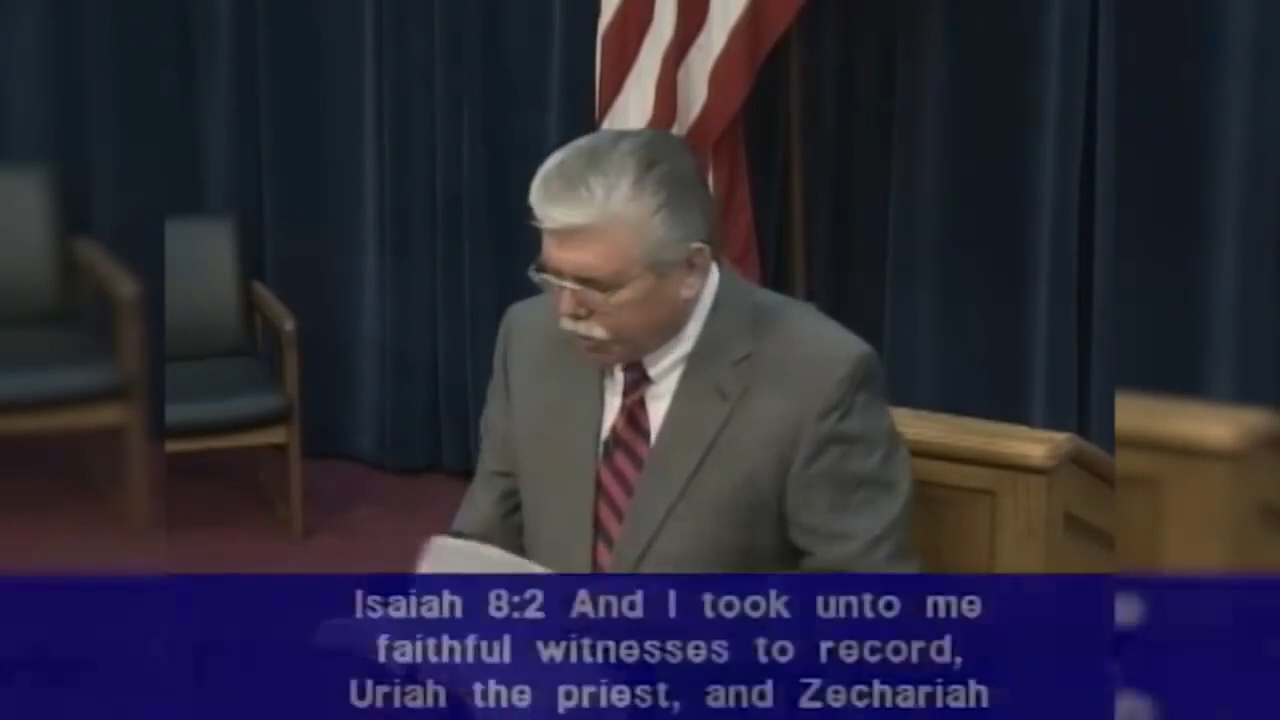 Isaiah 8:2 And I took unto me
faithful witnesses to record,
Uriah the priest, and Zechariah